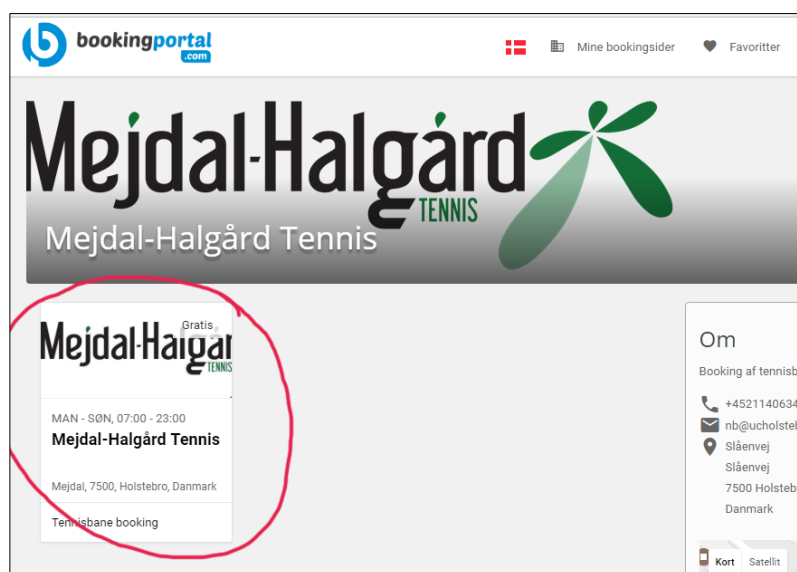 bookingportal
.com
Mine bookingsider
Favoritter
Mejdal-Halgård
TENNIS
Mejdal-Halgård Tennis
Gratis
Mejdal-Halgår
TENNIS
MAN - SØN, 07:00 - 23:00
Mejdal-Halgård Tennis
Mejdal, 7500, Holstebro, Danmark
Tennisbane booking
Om
Booking af tennisb
+4521140634
nb@ucholsteb
Slåenvej
Slåenvej
7500 Holstebr
Danmark
Kort Satellit